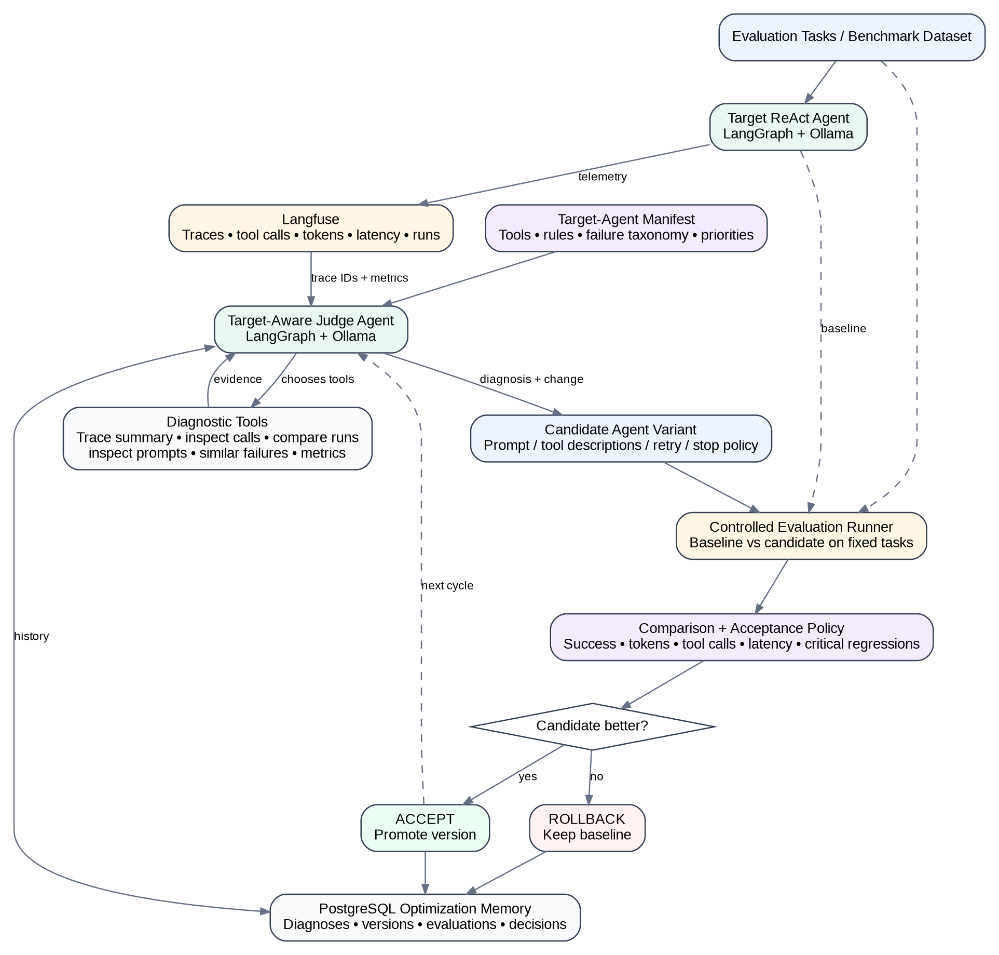 Evaluation Tasks / Benchmark Dataset
Target ReAct Agent
LangGraph + Ollama
telemetry
Langfuse
Traces • tool calls • tokens • latency • runs
Target-Agent Manifest
Tools • rules • failure taxonomy • priorities
trace IDs + metrics
Target-Aware Judge Agent
LangGraph + Ollama
baseline
evidence
chooses tools
diagnosis + change
Diagnostic Tools
Trace summary • inspect calls • compare runs
inspect prompts • similar failures • metrics
Candidate Agent Variant
Prompt / tool descriptions / retry / stop policy
Controlled Evaluation Runner
Baseline vs candidate on fixed tasks
next cycle
Comparison + Acceptance Policy
Success • tokens • tool calls • latency • critical regressions
history
Candidate better?
yes
no
ACCEPT
Promote version
ROLLBACK
Keep baseline
PostgreSQL Optimization Memory
Diagnoses • versions • evaluations • decisions